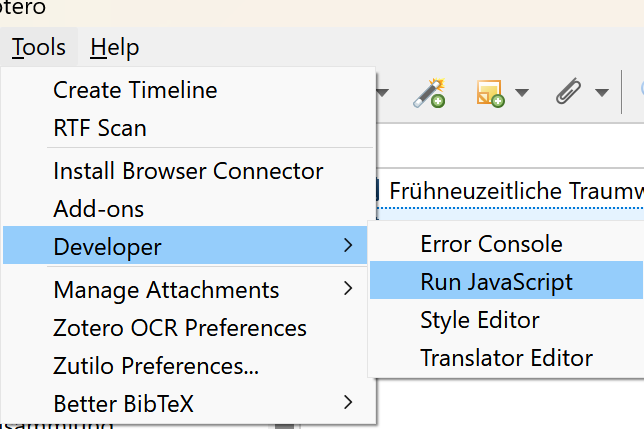 Tools Help
Create Timeline
RTF Scan
Install Browser Connector
Add-ons
Developer
Manage Attachments
Zotero OCR Preferences
Zutilo Preferences...
Better BibTeX
Frühneuzeitliche Traumw
Error Console
Run JavaScript
Style Editor
Translator Editor